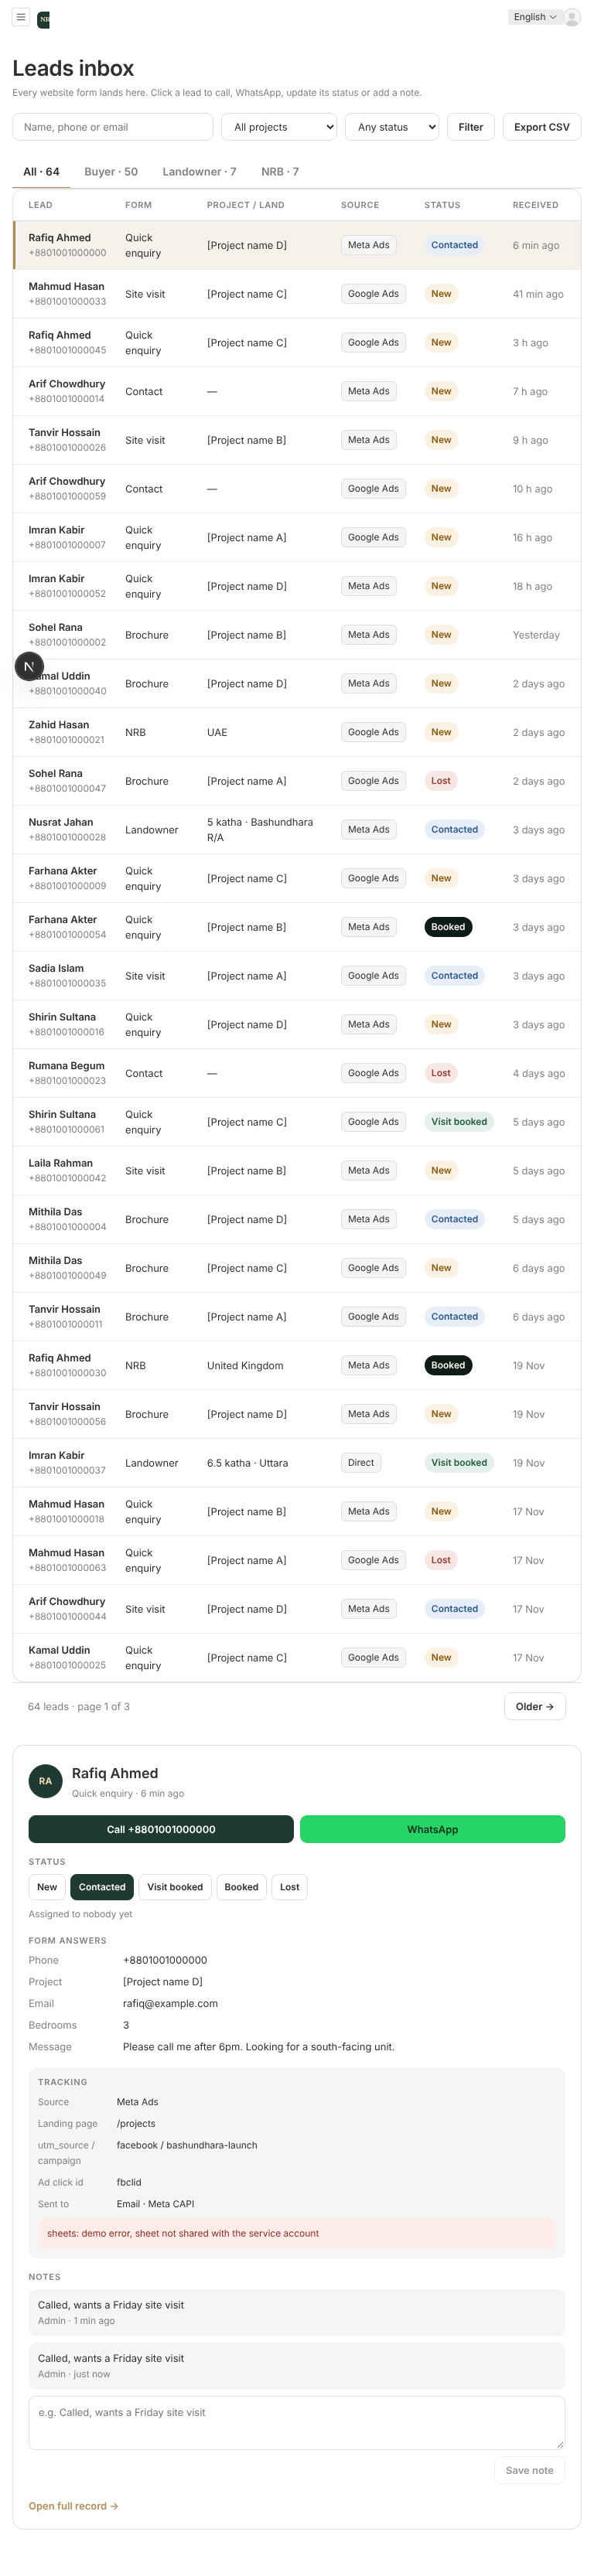 English
Leads inbox
Every website form lands here. Click a lead to call, WhatsApp, update its status or add a note.
Name, phone or email
All projects
Any status
Filter
Export CSV
All · 64
Buyer · 50
Landowner · 7
NRB · 7
LEAD FORM PROJECT / LAND SOURCE STATUS RECEIVED
Rafiq Ahmed
+8801001000000
Quick
enquiry
[Project name D]
Meta Ads
Contacted
6 min ago
Mahmud Hasan
+8801001000033
Site visit
[Project name C]
Google Ads
New
41 min ago
Rafiq Ahmed
+8801001000045
Quick
enquiry
[Project name C]
Google Ads
New
3 h ago
Arif Chowdhury
+8801001000014
Contact
—
Meta Ads
New
7 h ago
Tanvir Hossain
+8801001000026
Site visit
[Project name B]
Meta Ads
New
9 h ago
Arif Chowdhury
+8801001000059
Contact
—
Google Ads
New
10 h ago
Imran Kabir
+8801001000007
Quick
enquiry
[Project name A]
Google Ads
New
16 h ago
Imran Kabir
+8801001000052
Quick
enquiry
[Project name D]
Meta Ads
New
18 h ago
Sohel Rana
+8801001000002
Brochure
[Project name B]
Meta Ads
New
Yesterday
Uddin
+8801001000040
Brochure
[Project name D]
Meta Ads
New
2 days ago
Zahid Hasan
+8801001000021
NRB
UAE
Google Ads
New
2 days ago
Sohel Rana
+8801001000047
Brochure
[Project name A]
Google Ads
Lost
2 days ago
Nusrat Jahan
+8801001000028
Landowner
5 katha · Bashundhara
R/A
Meta Ads
Contacted
3 days ago
Farhana Akter
+8801001000009
Quick
enquiry
[Project name C]
Google Ads
New
3 days ago
Farhana Akter
+8801001000054
Quick
enquiry
[Project name B]
Meta Ads
Booked
3 days ago
Sadia Islam
+8801001000035
Site visit
[Project name A]
Google Ads
Contacted
3 days ago
Shirin Sultana
+8801001000016
Quick
enquiry
[Project name D]
Meta Ads
New
3 days ago
Rumana Begum
+8801001000023
Contact
—
Google Ads
Lost
4 days ago
Shirin Sultana
+8801001000061
Quick
enquiry
[Project name C]
Google Ads
Visit booked
5 days ago
Laila Rahman
+8801001000042
Site visit
[Project name B]
Meta Ads
New
5 days ago
Mithila Das
+8801001000004
Brochure
[Project name D]
Meta Ads
Contacted
5 days ago
Mithila Das
+8801001000049
Brochure
[Project name C]
Google Ads
New
6 days ago
Tanvir Hossain
+8801001000011
Brochure
[Project name A]
Google Ads
Contacted
6 days ago
Rafiq Ahmed
+8801001000030
NRB
United Kingdom
Meta Ads
Booked
19 Nov
Tanvir Hossain
+8801001000056
Brochure
[Project name D]
Meta Ads
New
19 Nov
Imran Kabir
+8801001000037
Landowner
6.5 katha · Uttara
Direct
Visit booked
19 Nov
Mahmud Hasan
+8801001000018
Quick
enquiry
[Project name B]
Meta Ads
New
17 Nov
Mahmud Hasan
+8801001000063
Quick
enquiry
[Project name A]
Google Ads
Lost
17 Nov
Arif Chowdhury
+8801001000044
Site visit
[Project name D]
Meta Ads
Contacted
17 Nov
Kamal Uddin
+8801001000025
Quick
enquiry
[Project name C]
Google Ads
New
17 Nov
64 leads · page 1 of 3
Older →
RA
Rafiq Ahmed
Quick enquiry · 6 min ago
Call +8801001000000
WhatsApp
STATUS
New
Contacted
Visit booked
Booked
Lost
Assigned to nobody yet
FORM ANSWERS
Phone +8801001000000
Project [Project name D]
Email rafiq@example.com
Bedrooms 3
Message Please call me after 6pm. Looking for a south-facing unit.
TRACKING
Source Meta Ads
Landing page /projects
utm_source / facebook / bashundhara-launch
campaign
Ad click id fbclid
Sent to Email · Meta CAPI
sheets: demo error, sheet not shared with the service account
NOTES
Called, wants a Friday site visit
Admin · 1 min ago
Called, wants a Friday site visit
Admin · just now
e.g. Called, wants a Friday site visit
Save note
Open full record →